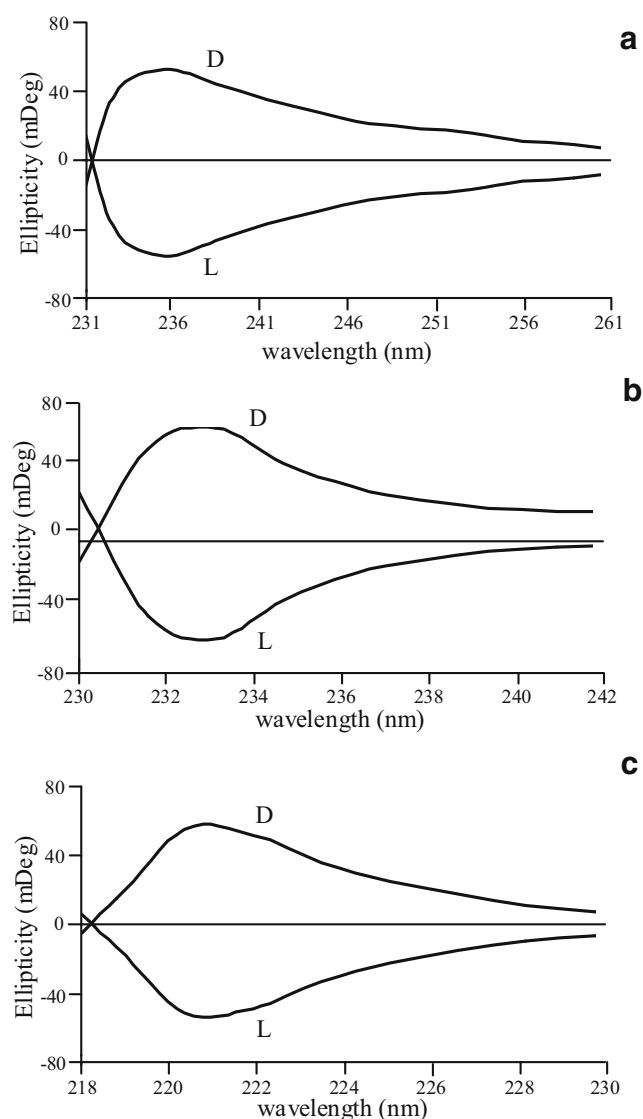 a
80
40
0
-40
-80
Ellipticity (mDeg)
D
L
231 236 241 246 251 256 261
wavelength (nm)
b
80
40
0
-40
-80
Ellipticity (mDeg)
D
L
230 232 234 236 238 240 242
wavelength (nm)
c
80
40
0
-40
-80
Ellipticity (mDeg)
D
L
218 220 222 224 226 228 230
wavelength (nm)